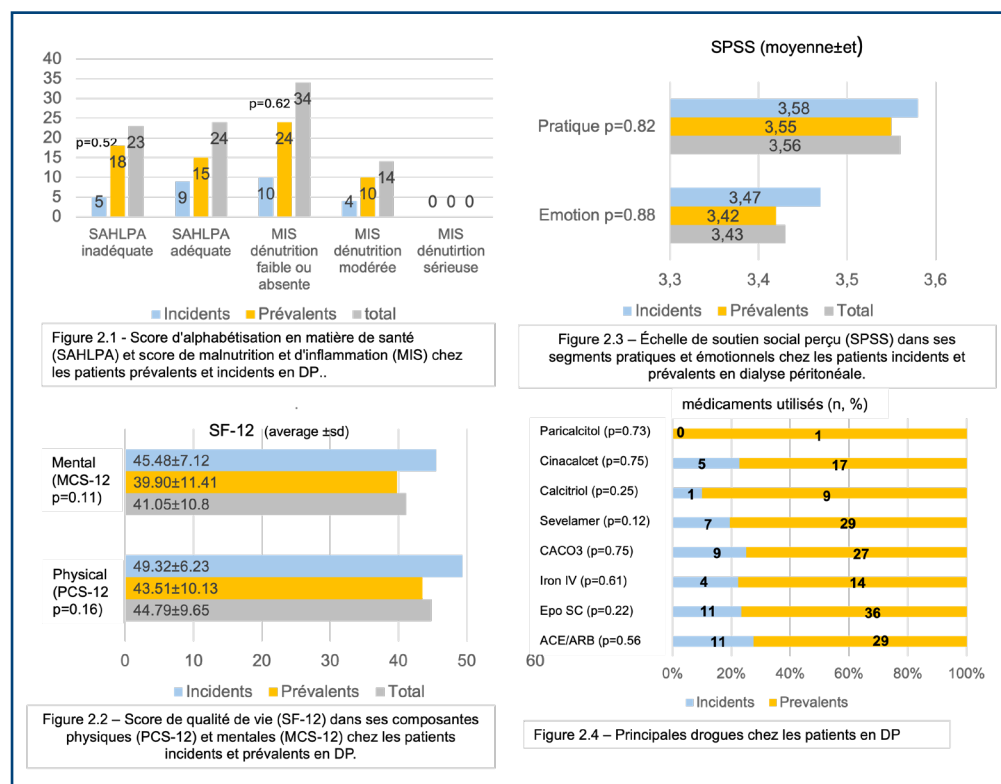 40
35
30
25
20
15
10
5
0
p=0.52
p=0.62
5
18
23
9
15
24
10
24
34
4
10
14
0
0
0
SAHLPA
inadéquate
SAHLPA
adéquate
MIS
dénutrition
faible ou
absente
MIS
dénutrition
modérée
MIS
dénutirtion
sérieuse
Incidents
Prévalents
total
Figure 2.1 - Score d'alphabétisation en matière de santé
(SAHLPA) et score de malnutrition et d'inflammation (MIS) chez
les patients prévalents et incidents en DP..
SPSS (moyenne±et)
Pratique p=0.82
3,58
3,55
3,56
Emotion p=0.88
3,47
3,42
3,43
3,3
3,4
3,5
3,6
Incidents
Prévalents
Total
Figure 2.3 – Échelle de soutien social perçu (SPSS) dans ses
segments pratiques et émotionnels chez les patients incidents et
prévalents en dialyse péritonéale.
SF-12 (average ±sd)
Mental
(MCS-12
p=0.11)
45.48±7.12
39.90±11.41
41.05±10.8
Physical
(PCS-12
p=0.16)
49.32±6.23
43.51±10.13
44.79±9.65
0
10
20
30
40
50
60
Incidents
Prévalents
Total
Figure 2.2 – Score de qualité de vie (SF-12) dans ses composantes
physiques (PCS-12) et mentales (MCS-12) chez les patients
incidents et prévalents en DP.
médicaments utilisés (n, %)
Paricalcitol (p=0.73)
0
1
Cinacalcet (p=0.75)
5
17
Calcitriol (p=0.25)
1
9
Sevelamer (p=0.12)
7
29
CACO3 (p=0.75)
9
27
Iron IV (p=0.61)
4
14
Epo SC (p=0.22)
11
36
ACE/ARB (p=0.56
11
29
0%
20%
40%
60%
80%
100%
Incidents
Prevalents
Figure 2.4 – Principales drogues chez les patients en DP